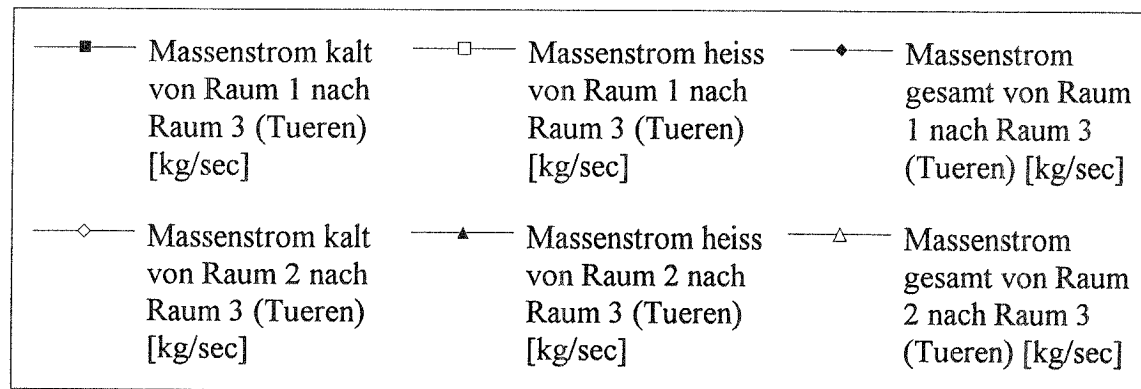 Massenstrom kalt
von Raum 1 nach
Raum 3 (Tueren)
[kg/sec]
Massenstrom heiss
von Raum 1 nach
Raum 3 (Tueren)
[kg/sec]
Massenstrom
gesamt von Raum
1 nach Raum 3
(Tueren) [kg/sec]
Massenstrom kalt
von Raum 2 nach
Raum 3 (Tueren)
[kg/sec]
Massenstrom heiss
von Raum 2 nach
Raum 3 (Tueren)
[kg/sec]
Massenstrom
gesamt von Raum
2 nach Raum 3
(Tueren) [kg/sec]